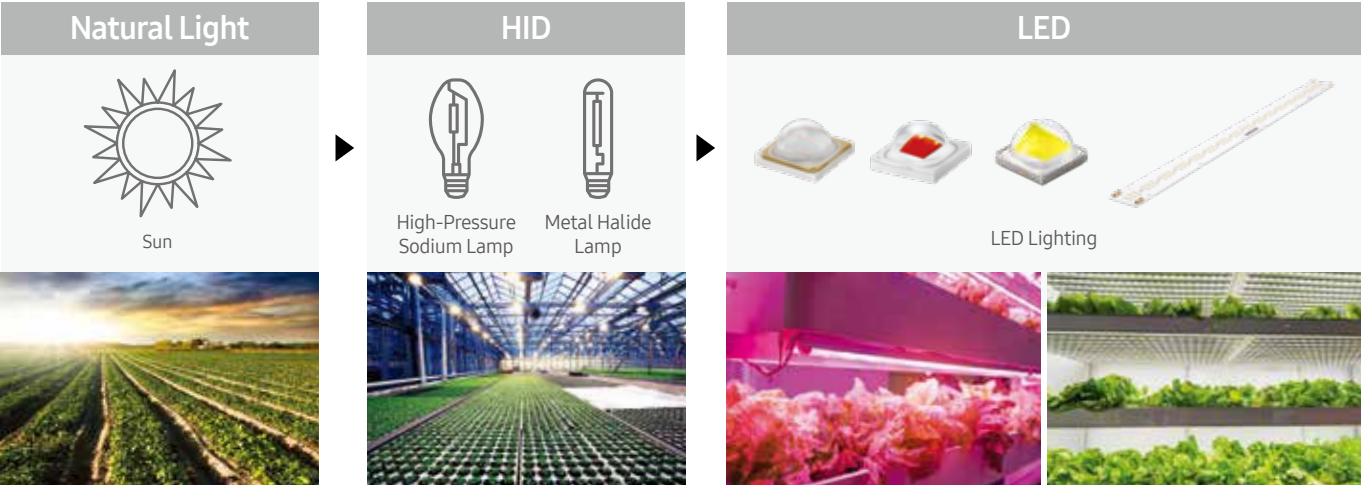 Natural Light
HID
LED
Sun
High-Pressure
Sodium Lamp
Metal Halide
Lamp
LED Lighting